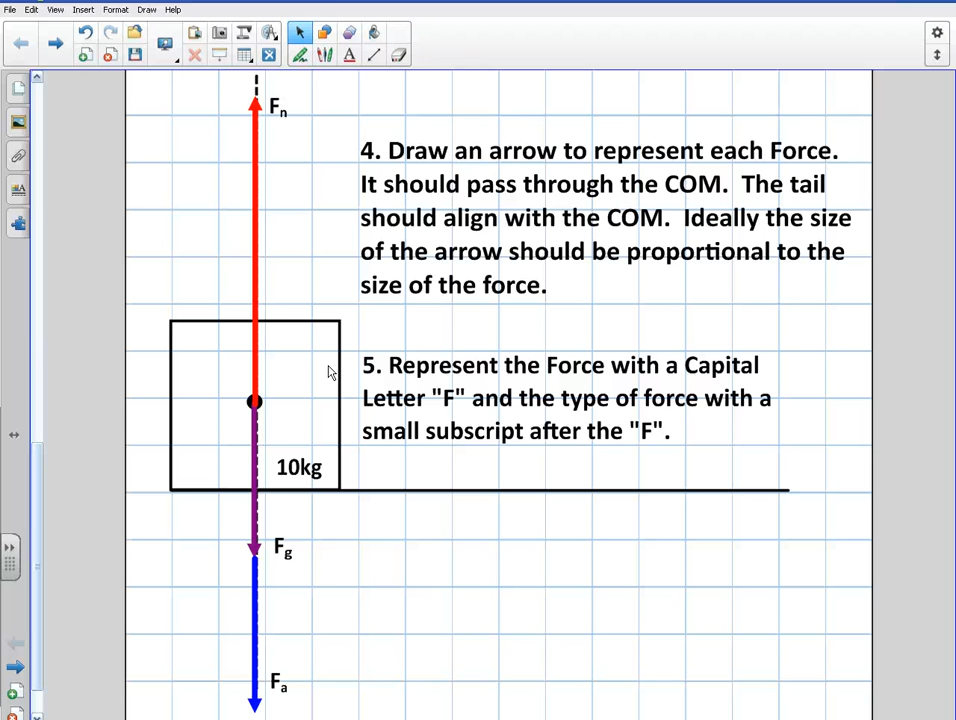 File Edit View Insert Format Draw Help
Fn
4. Draw an arrow to represent each Force.
It should pass through the COM. The tail
should align with the COM. Ideally the size
of the arrow should be proportional to the
size of the force.
5. Represent the Force with a Capital
Letter "F" and the type of force with a
small subscript after the "F".
10kg
Fg
Fa